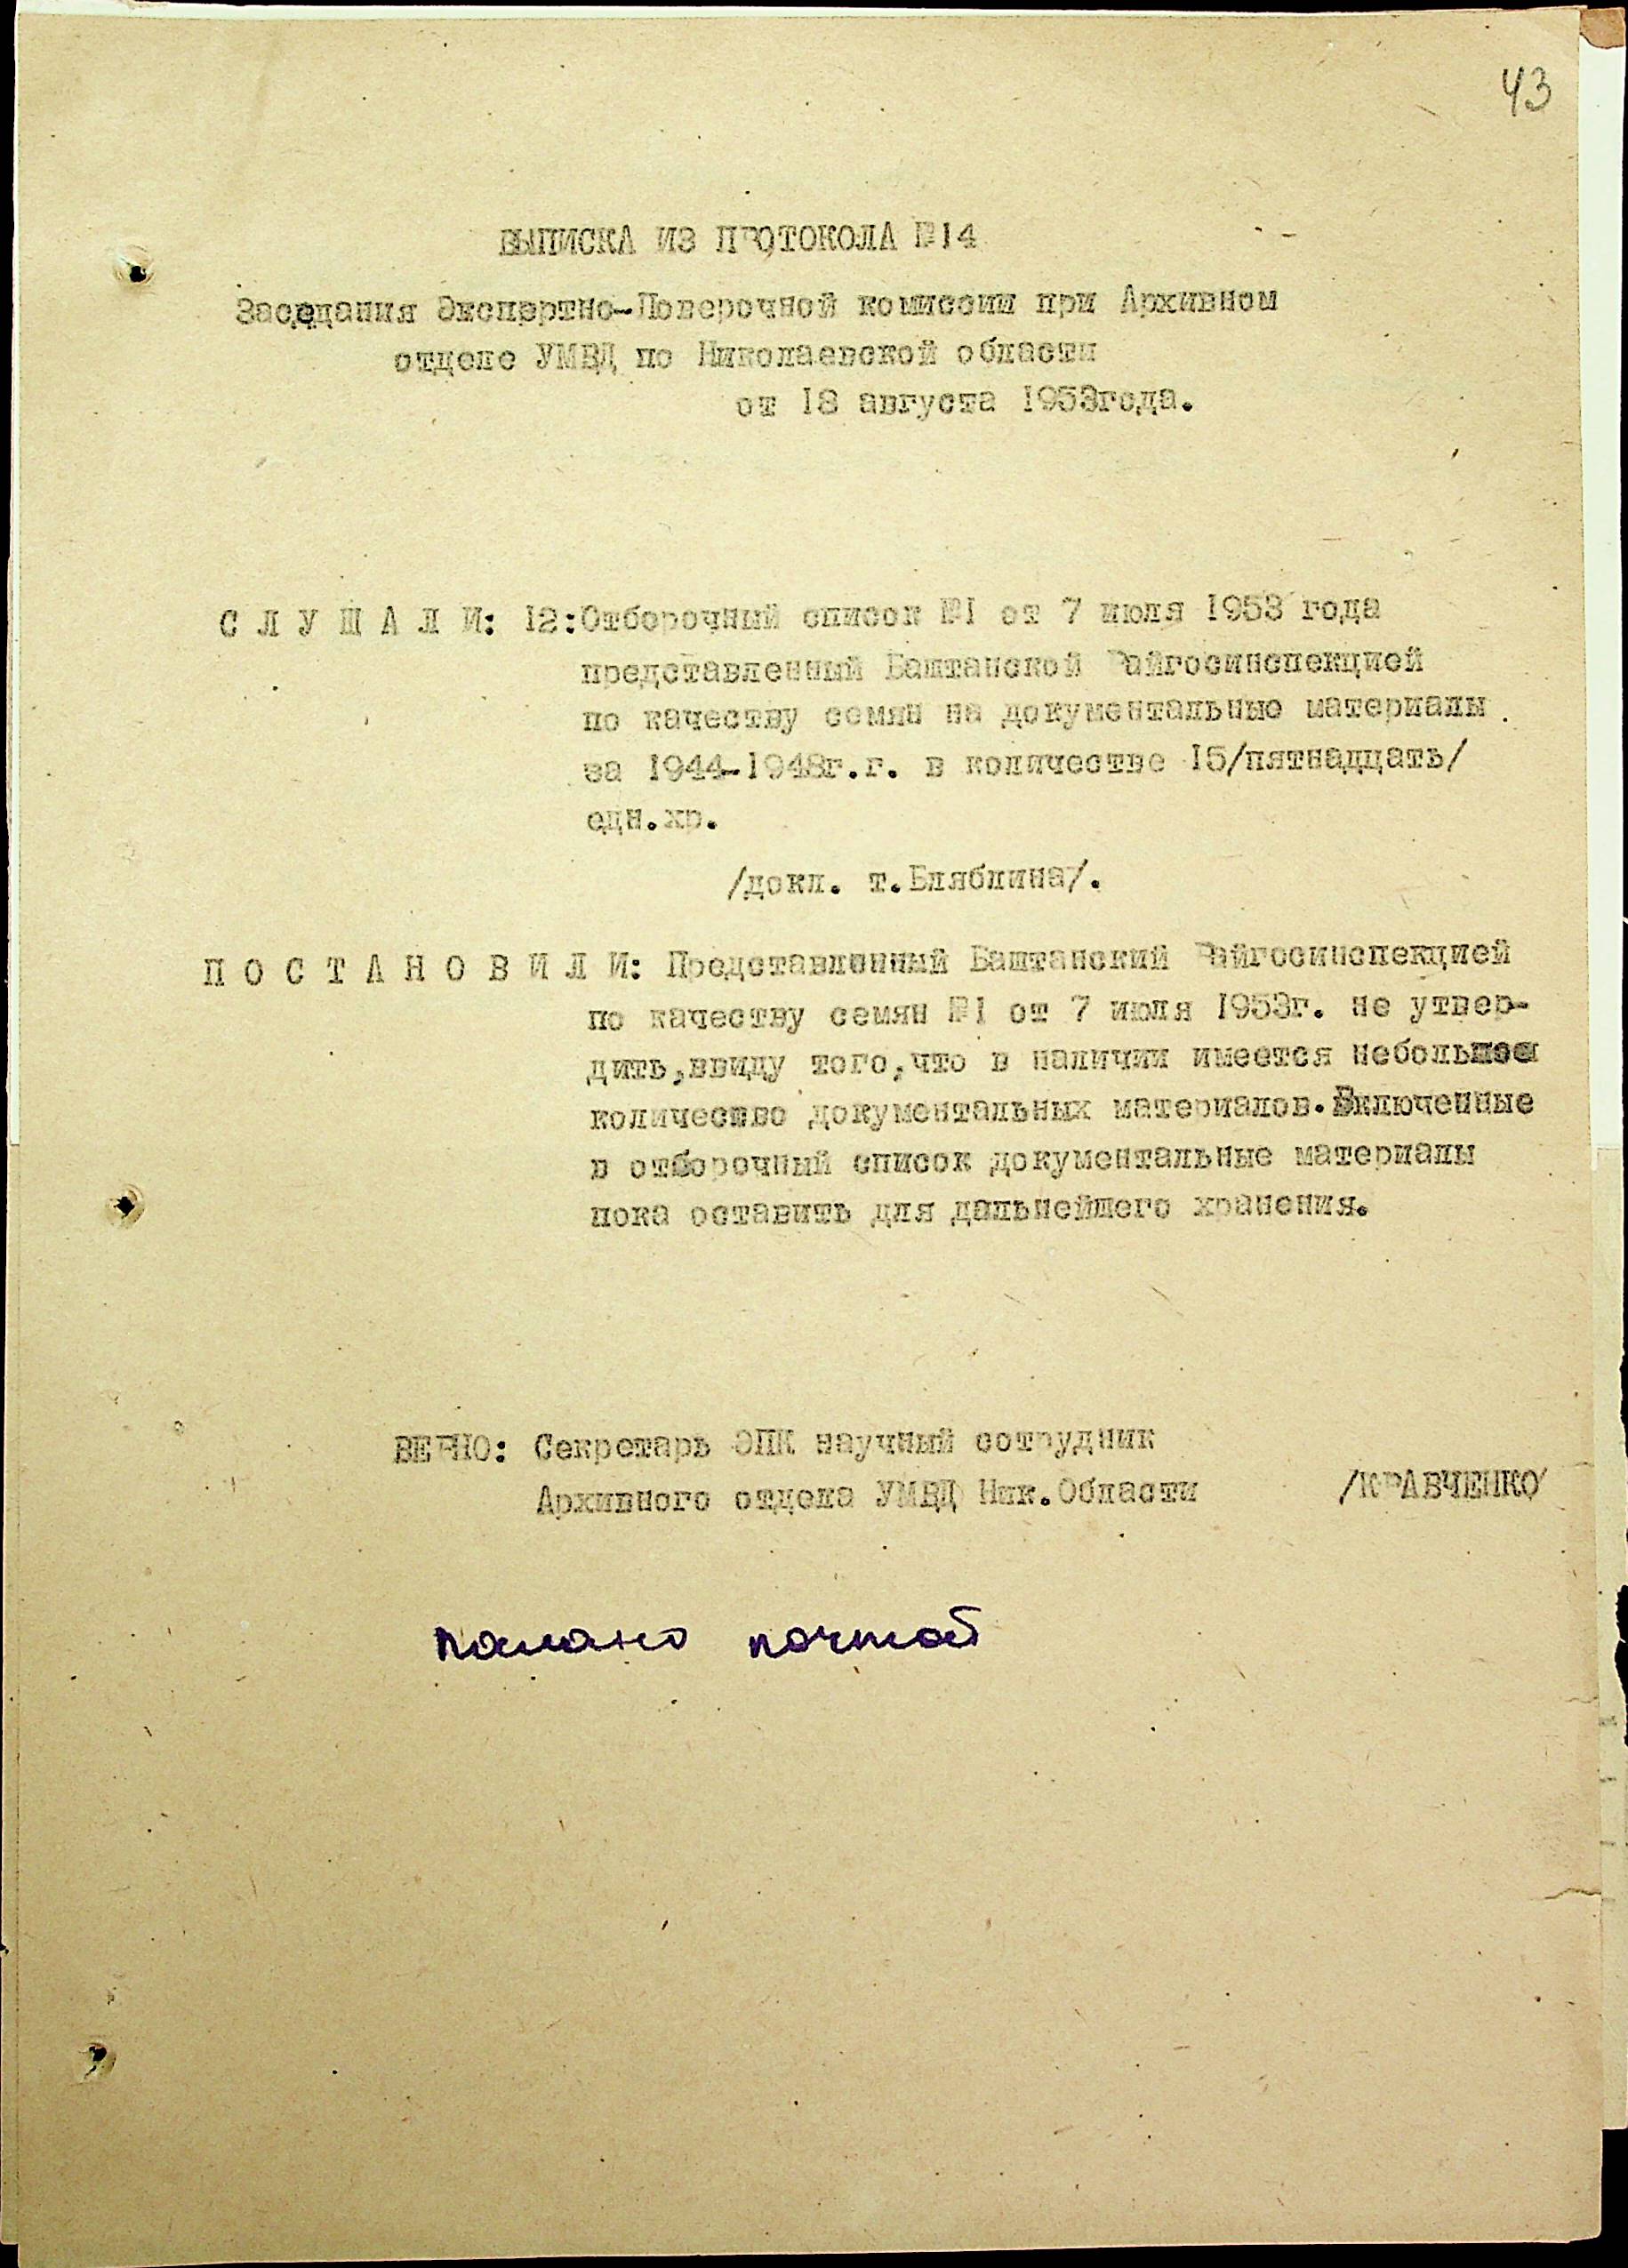 43
ВЫПИСКА ИЗ ПРОТОКОЛА №14
Заседания Экспертно-Поверочной комиссии при Архивном
отделе УМВД по Николаевской области
от 18 августа 1953года.
С Л У Ш А Л И: 12:Отборочный список №1 от 7 июля 1953 года
представленный Баштанской Райгосинспекцией
по качеству семян на документальные материалы
за 1944-1948г.г. в количестве 15/пятнадцать/
едн.хр.
/докл. т.Бляблина/.
П О С Т А Н О В И Л И: Представленный Баштанский Райгосинспекцией
по качеству семян №1 от 7 июля 1953г. не утвер-
дить,ввиду того,что в наличии имеется небольшое
количество документальных материалов.Включенные
в отборочный список документальные материалы
пока оставить для дальнейшего хранения.
ВЕРНО: Секретарь ЭПК научный сотрудник
Архивного отдела УМВД Ник.Области /КРАВЧЕНКО/
послано почтой